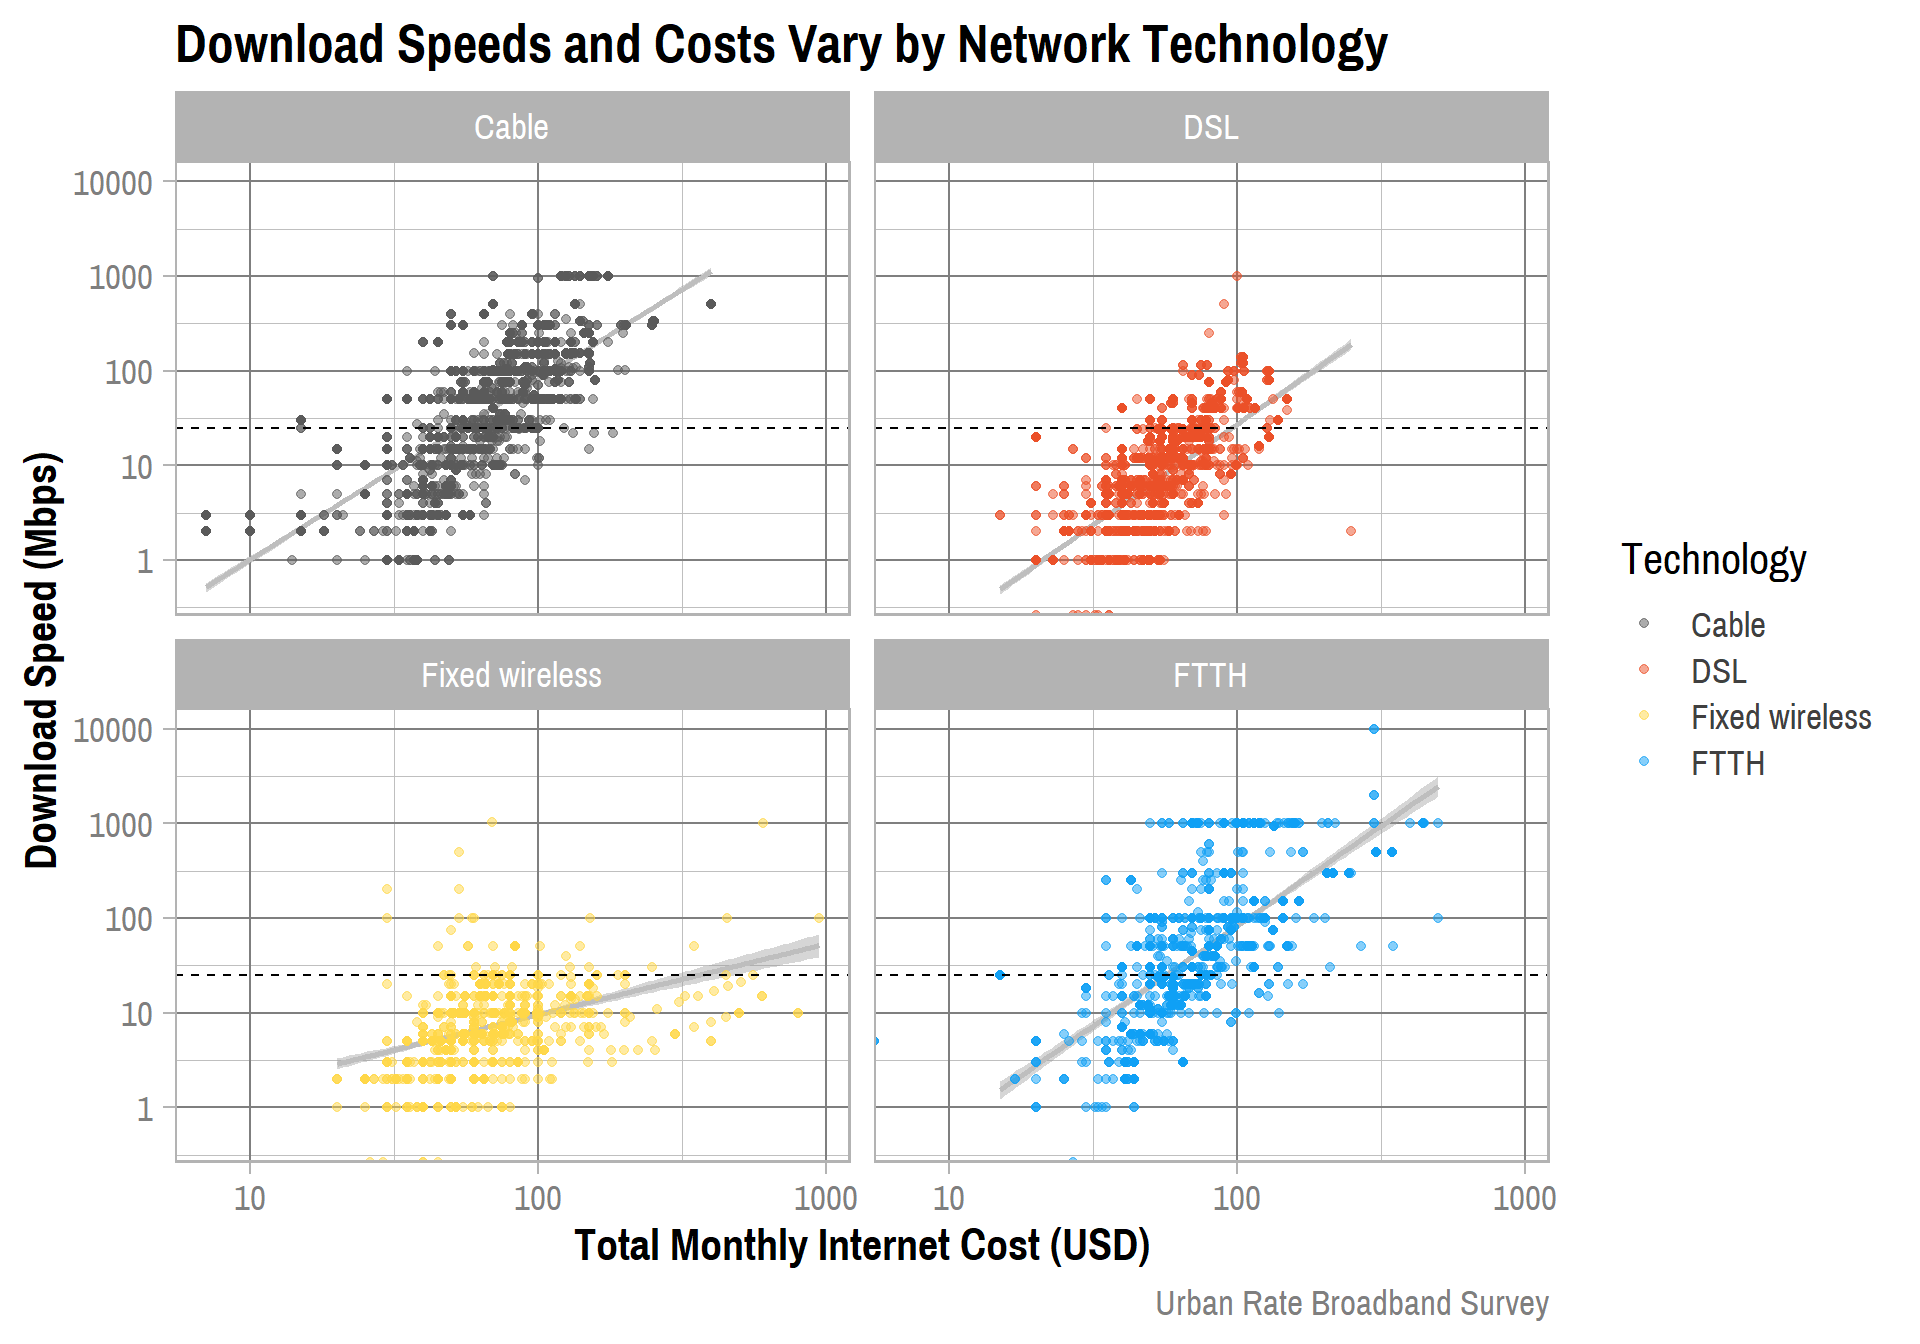 Download Speeds and Costs Vary by Network Technology
Cable
DSL
10000
1000
100
10
1
Fixed wireless
FTTH
10000
1000
100
10
1
10
100
1000
10
100
1000
Download Speed (Mbps)
Total Monthly Internet Cost (USD)
Technology
Cable
DSL
Fixed wireless
FTTH
Urban Rate Broadband Survey